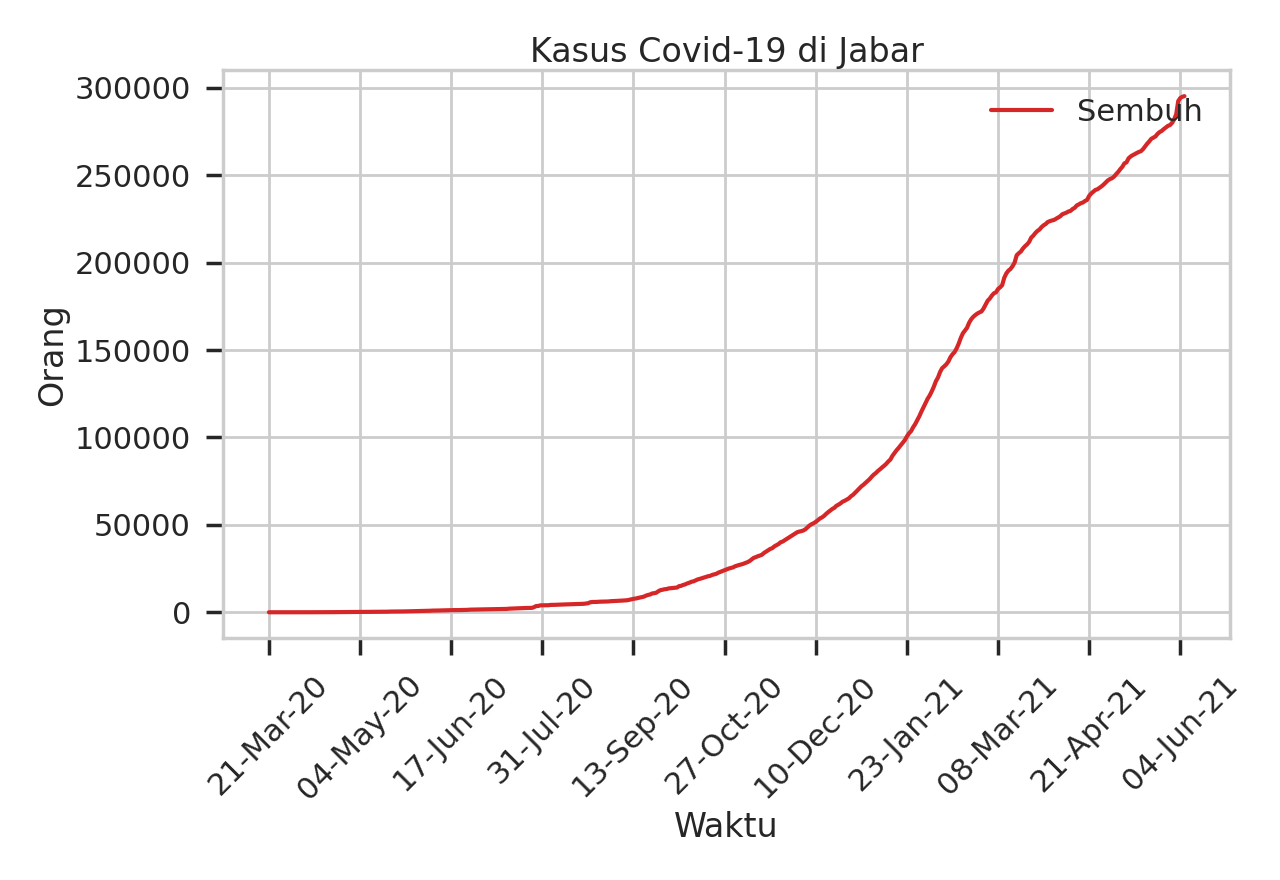 Kasus Covid-19 di Jabar
300000
250000
200000
150000
100000
50000
0
Orang
Sembuh
21-Mar-20
04-May-20
17-Jun-20
31-Jul-20
13-Sep-20
27-Oct-20
10-Dec-20
23-Jan-21
08-Mar-21
21-Apr-21
04-Jun-21
Waktu